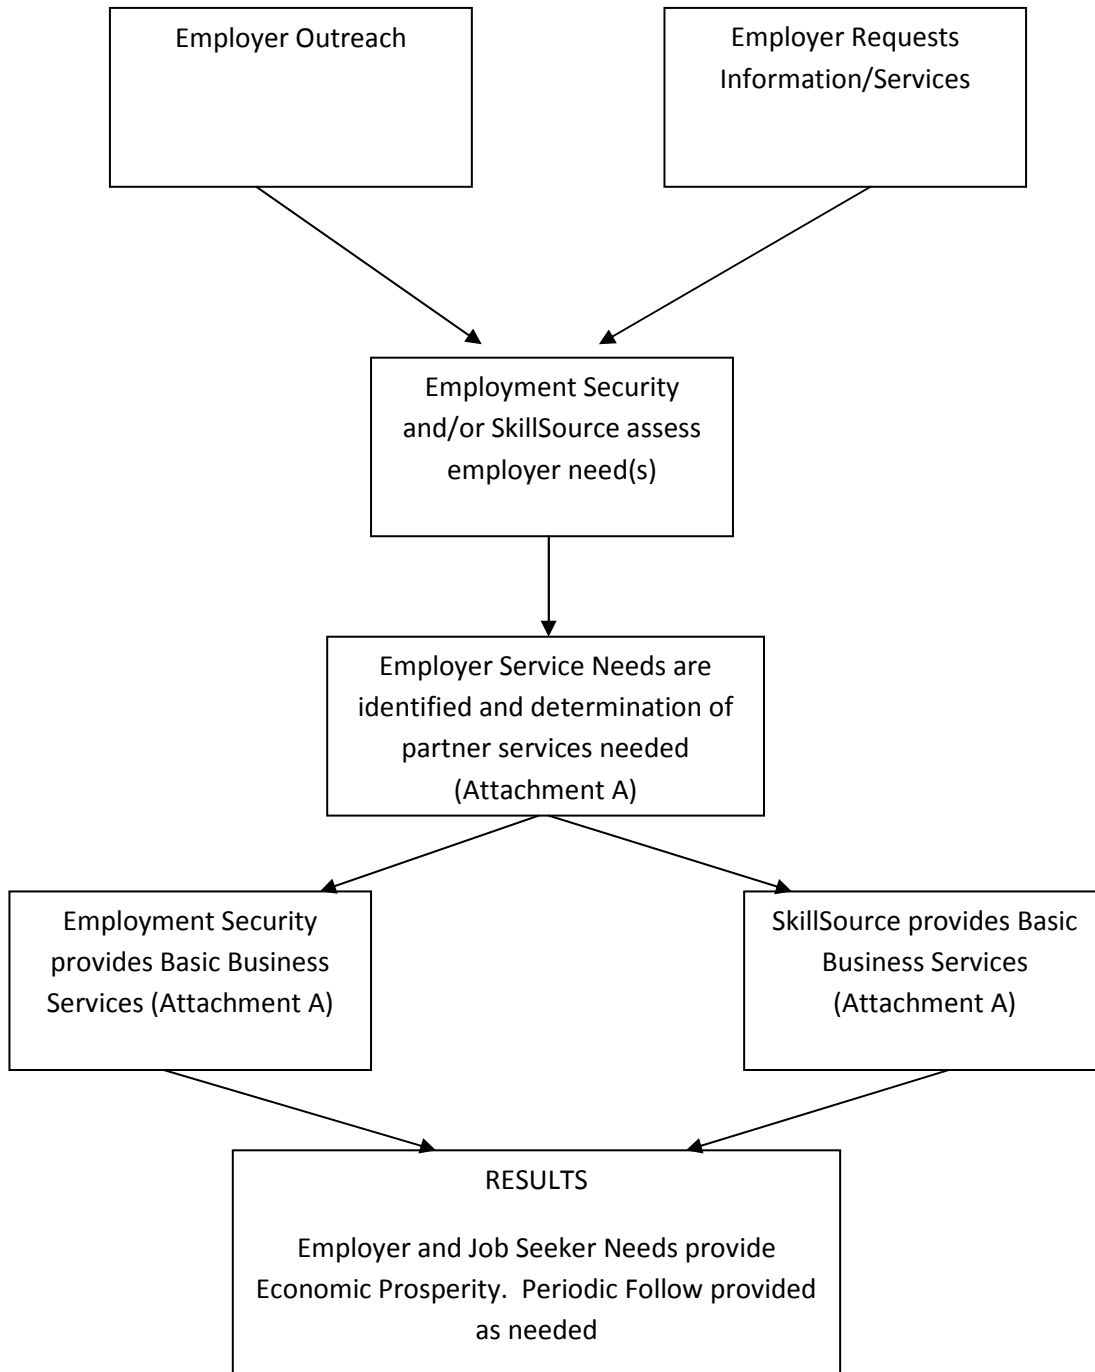 Employer Outreach
Employer Requests
Information/Services
Employment Security
and/or SkillSource assess
employer need(s)
Employer Service Needs are
identified and determination of
partner services needed
(Attachment A)
Employment Security
provides Basic Business
Services (Attachment A)
SkillSource provides Basic
Business Services
(Attachment A)
RESULTS
Employer and Job Seeker Needs provide
Economic Prosperity.  Periodic Follow provided
as needed